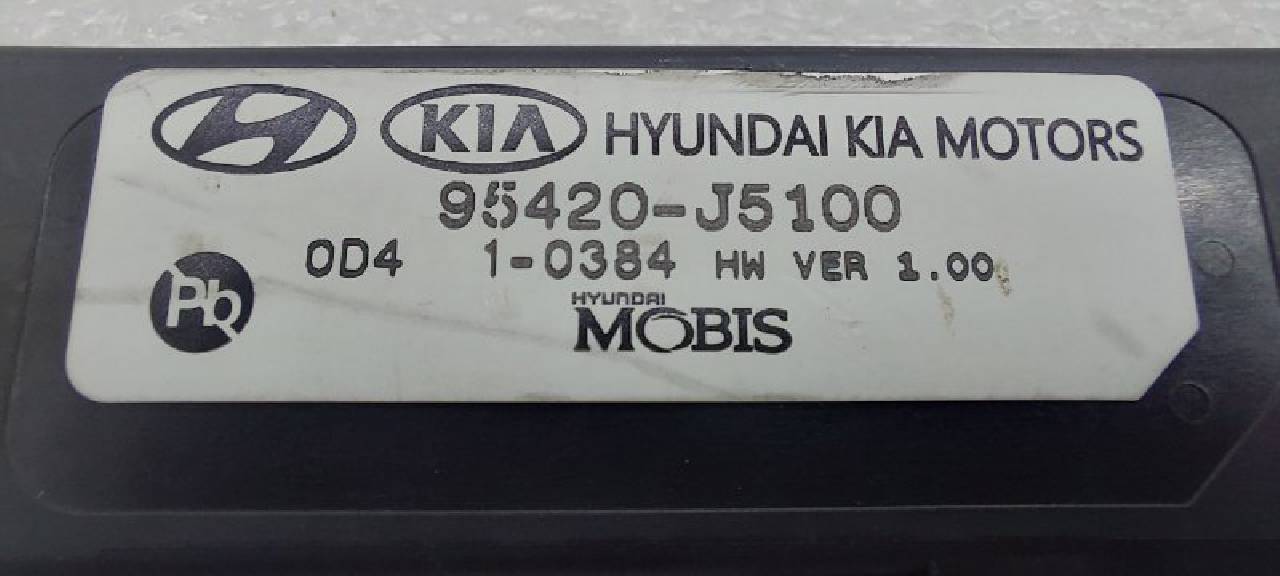 KIA HYUNDAI KIA MOTORS
95420-J5100
0D4 1-0384 HW VER 1.00
Pb
HYUNDAI
MOBIS